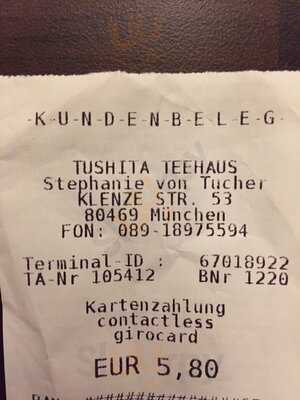 -K-U-N-D-E-N-B-E-L-E-G-
TUSHITA TEEHAUS
Stephanie von Tucher
KLENZE STR. 53
80469 München
FON: 089-18975594
Terminal-ID : 67018922
TA-Nr 105412 BNr 1220
Kartenzahlung
contactless
girocard
EUR 5,80